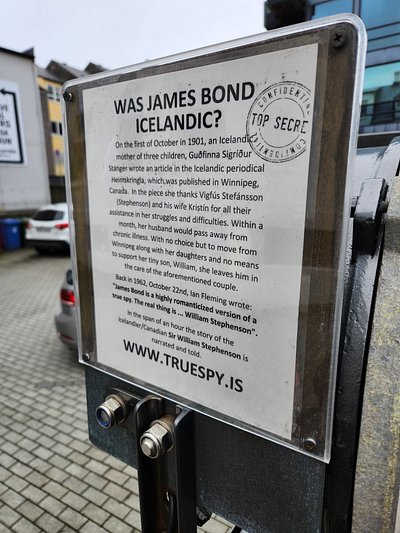 WAS JAMES BOND
ICELANDIC?
CONFIDENTIAL
TOP SECRE
CONFIDENTIAL
On the first of October in 1901, an Icelandic
mother of three children, Guðfinna Sigríður
Stainger wrote an article in the Icelandic periodical
Heimskringla, which,was published in Winnipeg,
Canada. In the piece she thanks Vigfús Stefánsson
(Stephenson) and his wife Kristín for all their
assistance in her struggles and difficulties. Within a
month, her husband would pass away from
chronic illness. With no choice but to move from
Winnipeg along with her daughters and no means
to support her tiny son, William, she leaves him in
the care of the aforementioned couple.
Back in 1962, October 22nd, Ian Fleming wrote:
"James Bond is a highly romanticized version of a
true spy. The real thing is ... William Stephenson".
In the span of an hour the story of the
Icelandier/Canadian Sir William Stephenson is
narrated and told.
WWW.TRUESPY.IS